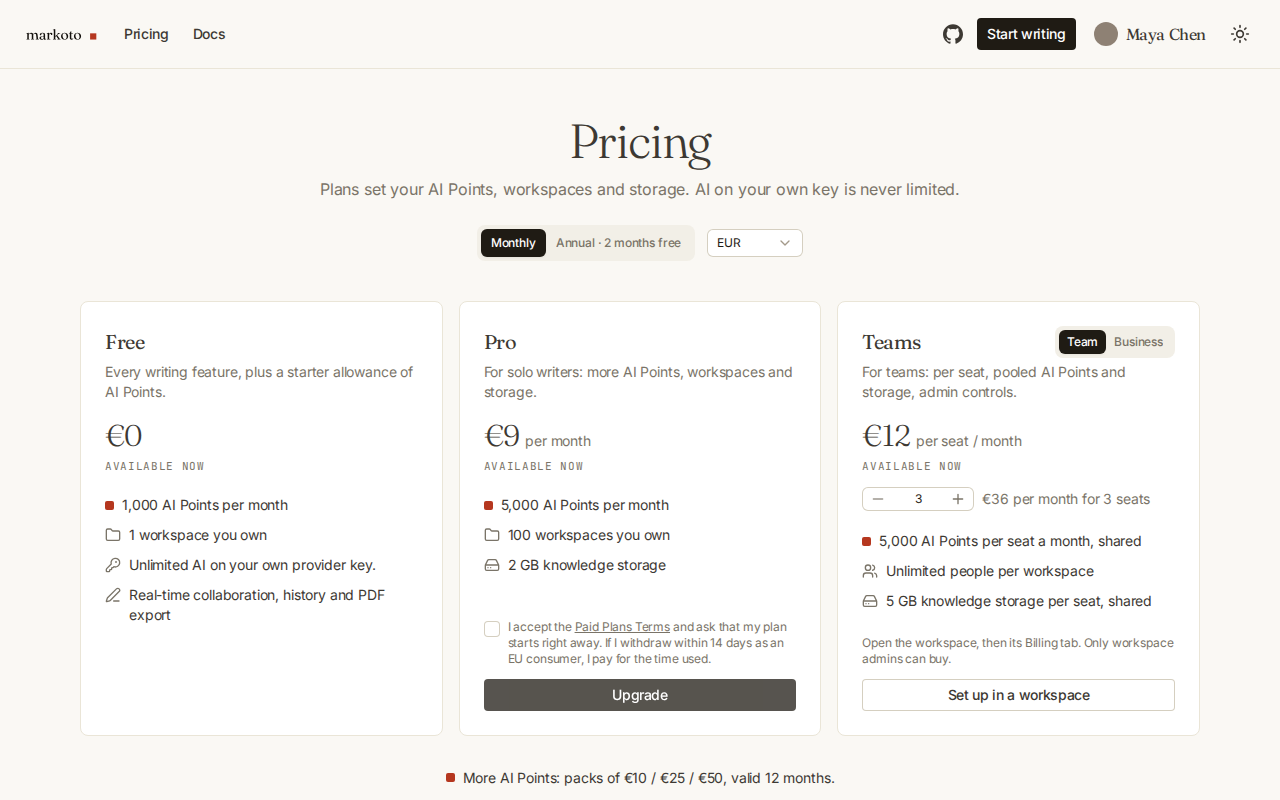 markoto
Pricing
Docs
Start writing
Maya Chen
Pricing
Plans set your AI Points, workspaces and storage. AI on your own key is never limited.
Monthly
Annual · 2 months free
EUR
Free
Every writing feature, plus a starter allowance of
AI Points.
€0
AVAILABLE NOW
1,000 AI Points per month
1 workspace you own
Unlimited AI on your own provider key.
Real-time collaboration, history and PDF
export
Pro
For solo writers: more AI Points, workspaces and
storage.
€9 per month
AVAILABLE NOW
5,000 AI Points per month
100 workspaces you own
2 GB knowledge storage
I accept the Paid Plans Terms and ask that my plan
starts right away. If I withdraw within 14 days as an
EU consumer, I pay for the time used.
Upgrade
Teams
Team
Business
For teams: per seat, pooled AI Points and
storage, admin controls.
€12 per seat / month
AVAILABLE NOW
3
€36 per month for 3 seats
5,000 AI Points per seat a month, shared
Unlimited people per workspace
5 GB knowledge storage per seat, shared
Open the workspace, then its Billing tab. Only workspace
admins can buy.
Set up in a workspace
More AI Points: packs of €10 / €25 / €50, valid 12 months.